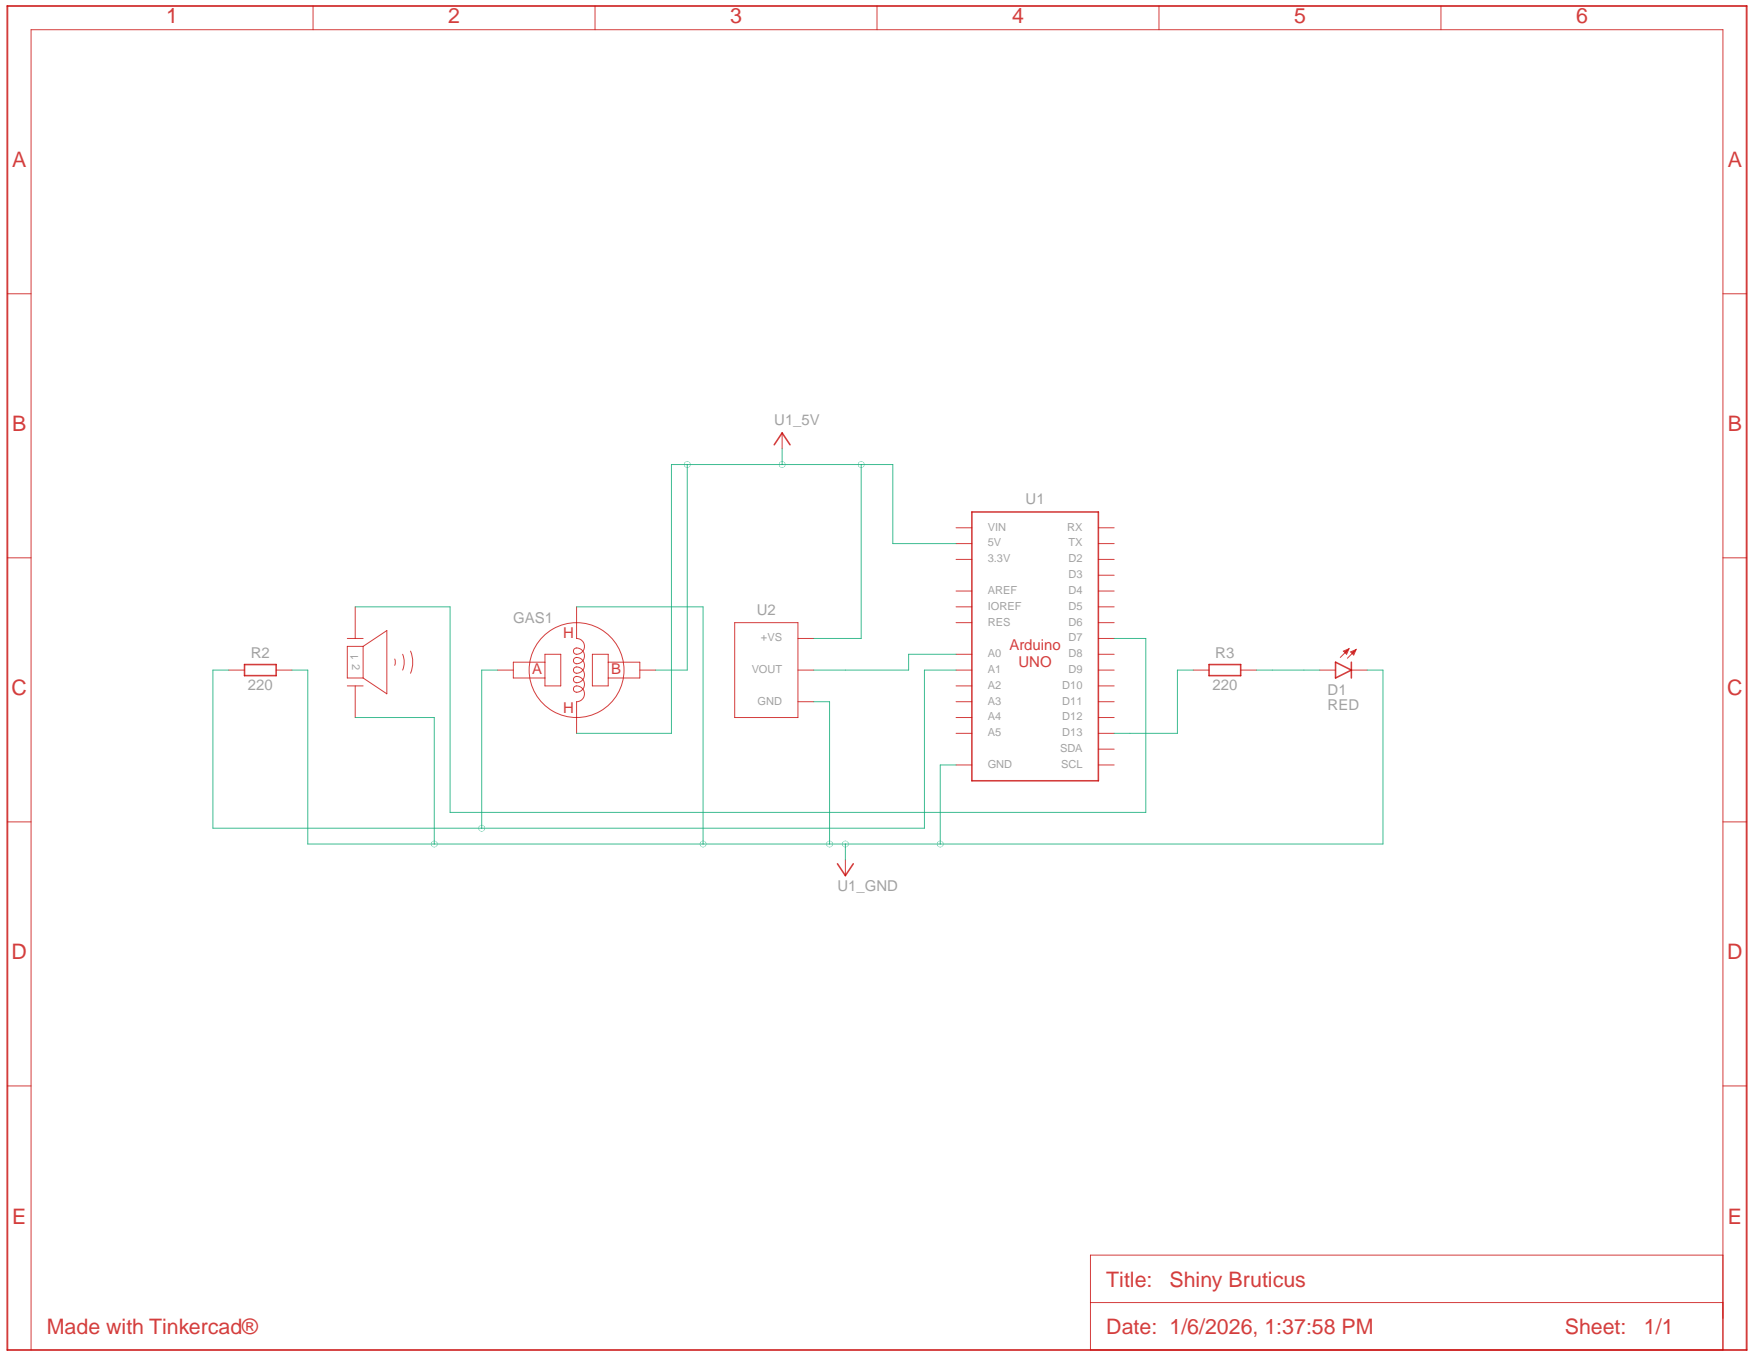 1 2 3 4 5 6
A A
B B
U1_5V
U1
VIN RX
5V TX
3.3V D2
D3
AREF D4
IOREF D5
RES D6
D7
A0 D8
A1 D9
A2 D10
A3 D11
A4 D12
A5 D13
SDA
GND SCL
Arduino
UNO
GAS1
H
A B
H
U2
+VS
VOUT
GND
R2
220
1 2
R3
220
D1
RED
C C
U1_GND
D D
E E
Title: Shiny Bruticus
Made with Tinkercad®
Date: 1/6/2026, 1:37:58 PM Sheet: 1/1